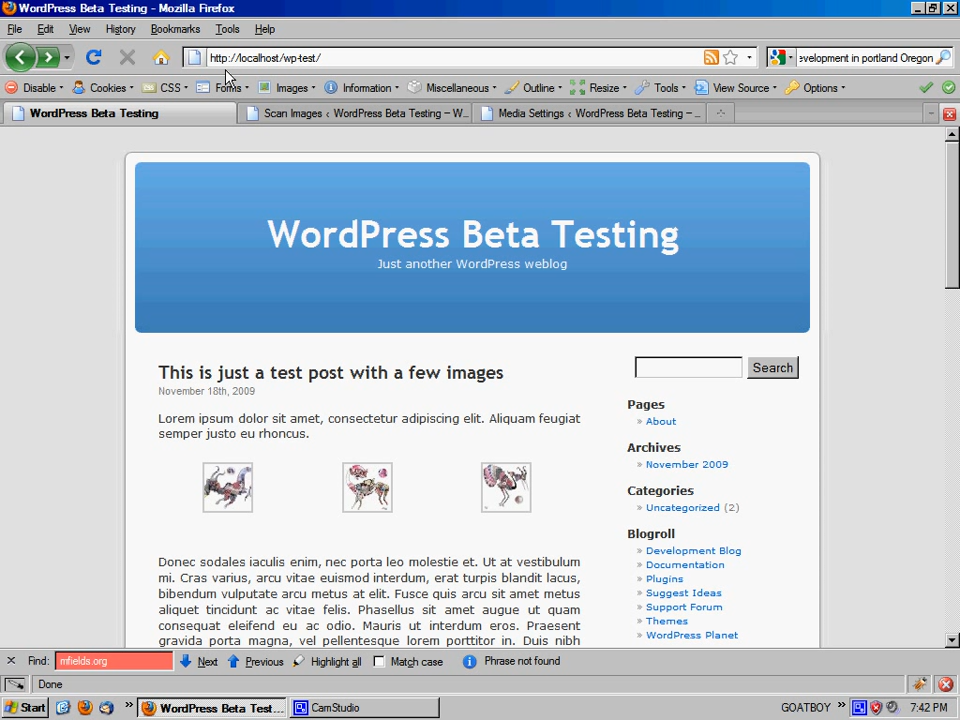 WordPress Beta Testing - Mozilla Firefox
File Edit View History Bookmarks Tools Help
http://localhost/wp-test/ evelopment in portland Oregon
Disable Cookies CSS Forms Images Information Miscellaneous Outline Resize Tools View Source Options
WordPress Beta Testing Scan Images ‹ WordPress Beta Testing — W... Media Settings ‹ WordPress Beta Testing — ...
WordPress Beta Testing
Just another WordPress weblog
This is just a test post with a few images
November 18th, 2009
Lorem ipsum dolor sit amet, consectetur adipiscing elit. Aliquam feugiat
semper justo eu rhoncus.
Donec sodales iaculis enim, nec porta leo molestie et. Ut at vestibulum
mi. Cras varius, arcu vitae euismod interdum, erat turpis blandit lacus,
bibendum vulputate arcu metus at elit. Fusce quis arcu sit amet metus
aliquet tincidunt ac vitae felis. Phasellus sit amet augue ut quam
consequat eleifend eu ac odio. Mauris ut interdum eros. Praesent
gravida porta magna, vel pellentesque lorem porttitor in. Duis nibh
Search
Pages
» About
Archives
» November 2009
Categories
» Uncategorized (2)
Blogroll
» Development Blog
» Documentation
» Plugins
» Suggest Ideas
» Support Forum
» Themes
» WordPress Planet
Find: mfields.org Next Previous Highlight all Match case Phrase not found
Done
Start WordPress Beta Test... CamStudio GOATBOY 7:42 PM